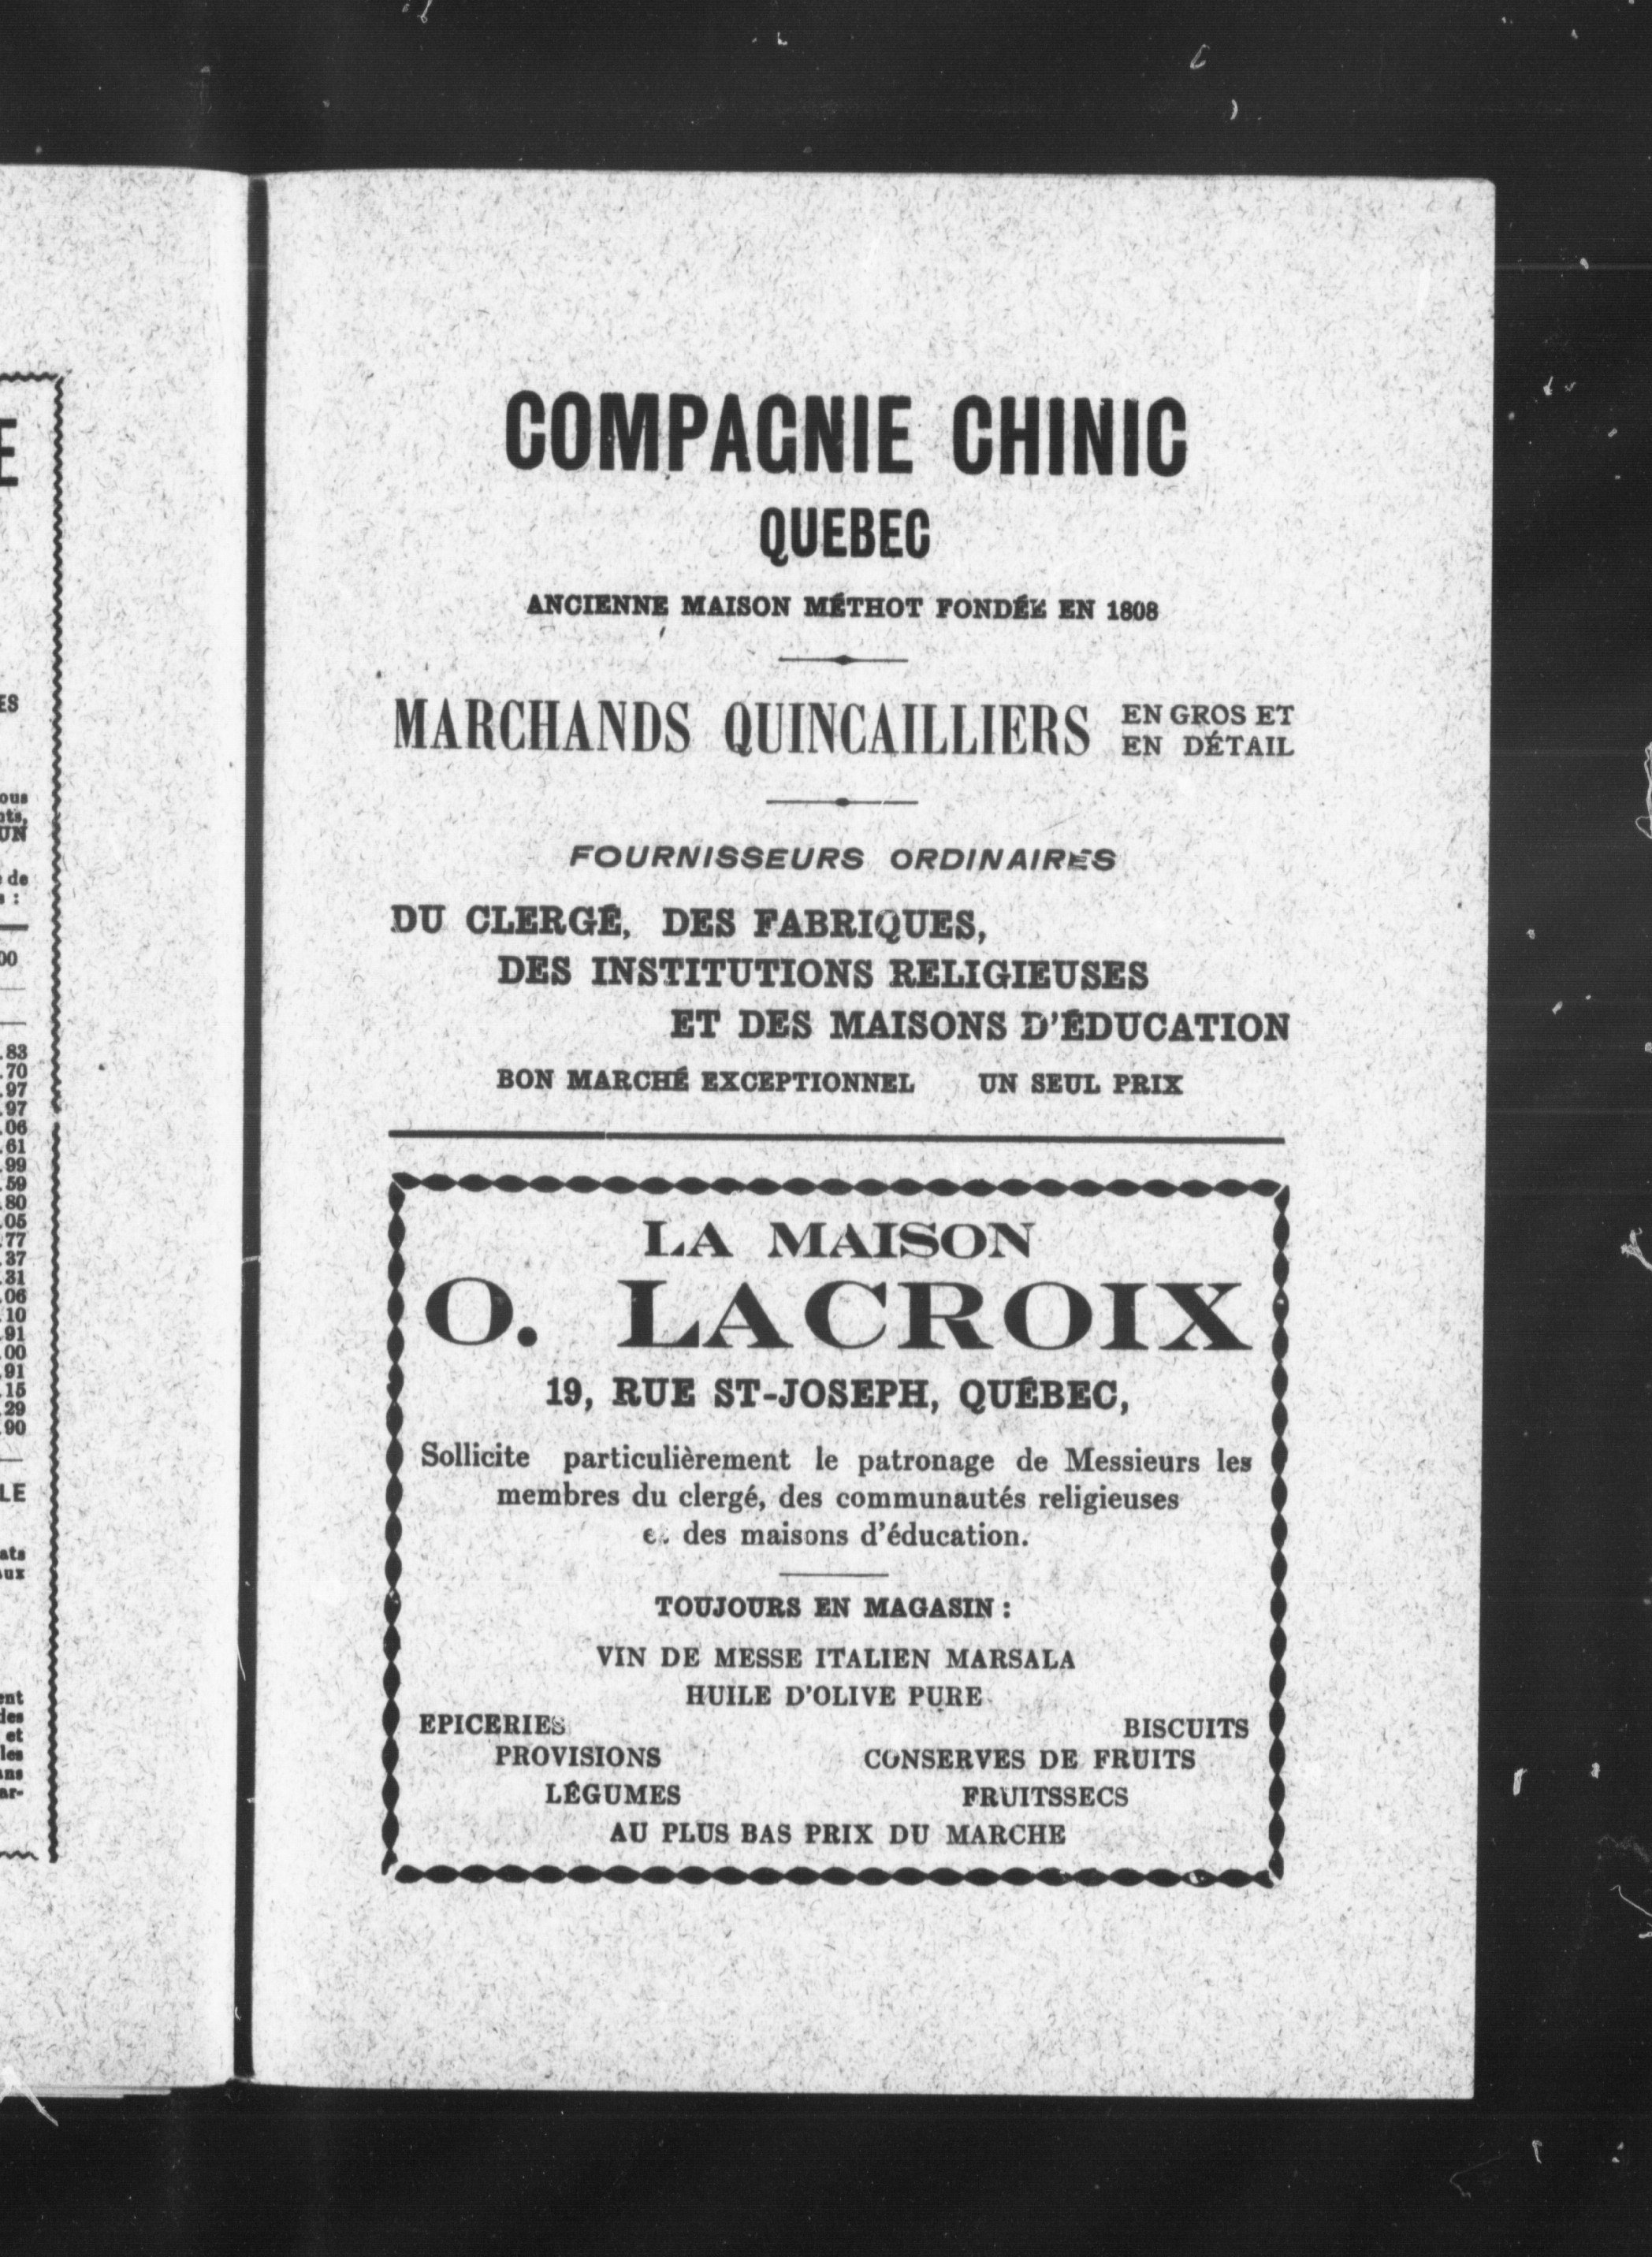 COMPAGNIE CHINIC
QUEBEC
ANCIENNE MAISON MÉTHOT FONDÉE EN 1808
MARCHANDS QUINCAILLIERS EN GROS ET
EN DÉTAIL
FOURNISSEURS ORDINAIRES
DU CLERGÉ, DES FABRIQUES,
DES INSTITUTIONS RELIGIEUSES
ET DES MAISONS D'ÉDUCATION
BON MARCHÉ EXCEPTIONNEL UN SEUL PRIX
LA MAISON
O. LACROIX
19, RUE ST-JOSEPH, QUÉBEC,
Sollicite particulièrement le patronage de Messieurs les
membres du clergé, des communautés religieuses
des maisons d'éducation.
TOUJOURS EN MAGASIN :
VIN DE MESSE ITALIEN MARSALA
HUILE D'OLIVE PURE
EPICERIES BISCUITS
PROVISIONS CONSERVES DE FRUITS
LÉGUMES FRUITSSECS
AU PLUS BAS PRIX DU MARCHE